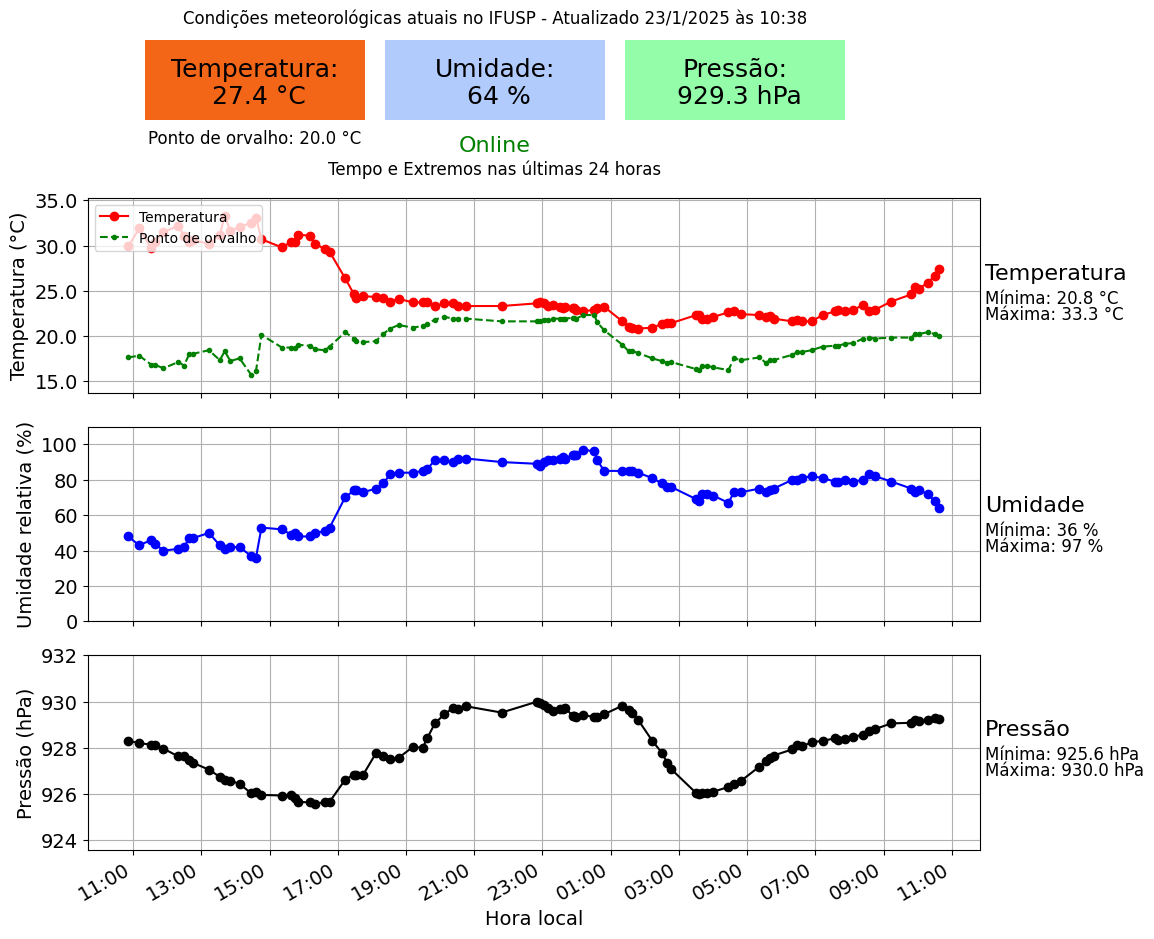 Condições meteorológicas atuais no IFUSP - Atualizado 23/1/2025 às 10:38
Temperatura:
27.4 °C
Umidade:
64 %
Pressão:
929.3 hPa
Ponto de orvalho: 20.0 °C
Online
Tempo e Extremos nas últimas 24 horas
Temperatura (°C)
35.0
30.0
25.0
20.0
15.0
Temperatura
Ponto de orvalho
Temperatura
Mínima: 20.8 °C
Máxima: 33.3 °C
Umidade relativa (%)
100
80
60
40
20
0
Umidade
Mínima: 36 %
Máxima: 97 %
Pressão (hPa)
932
930
928
926
924
Pressão
Mínima: 925.6 hPa
Máxima: 930.0 hPa
11:00 13:00 15:00 17:00 19:00 21:00 23:00 01:00 03:00 05:00 07:00 09:00 11:00
Hora local